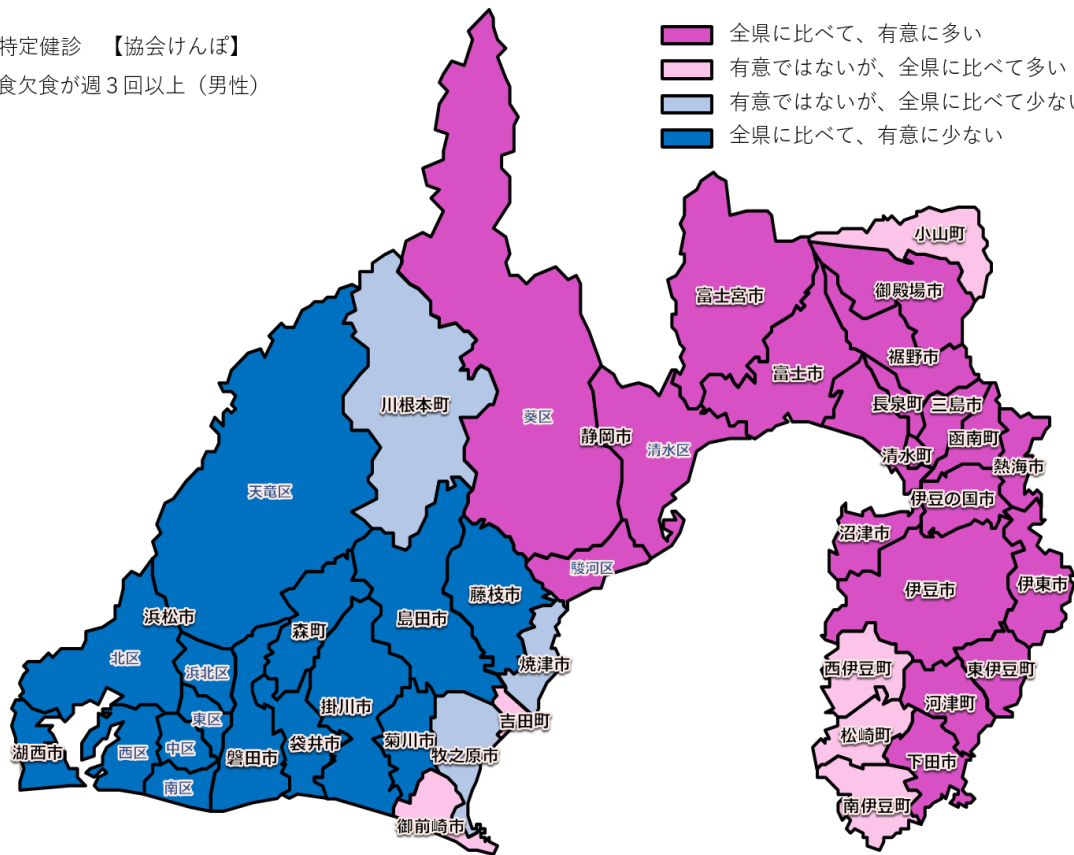 特定健診　【協会けんぽ】
食欠食が週３回以上（男性）
全県に比べて、有意に多い
有意ではないが、全県に比べて多い
有意ではないが、全県に比べて少ない
全県に比べて、有意に少ない
小山町
御殿場市
富士宮市
裾野市
富士市
長泉町
三島市
川根本町
葵区
静岡市
清水区
函南町
清水町
熱海市
天竜区
伊豆の国市
沼津市
駿河区
伊豆市
伊東市
藤枝市
島田市
浜松市
森町
北区
浜北区
焼津市
西伊豆町
東伊豆町
河津町
掛川市
東区
吉田町
松崎町
湖西市
西区
中区
磐田市
袋井市
菊川市
牧之原市
下田市
南区
南伊豆町
御前崎市